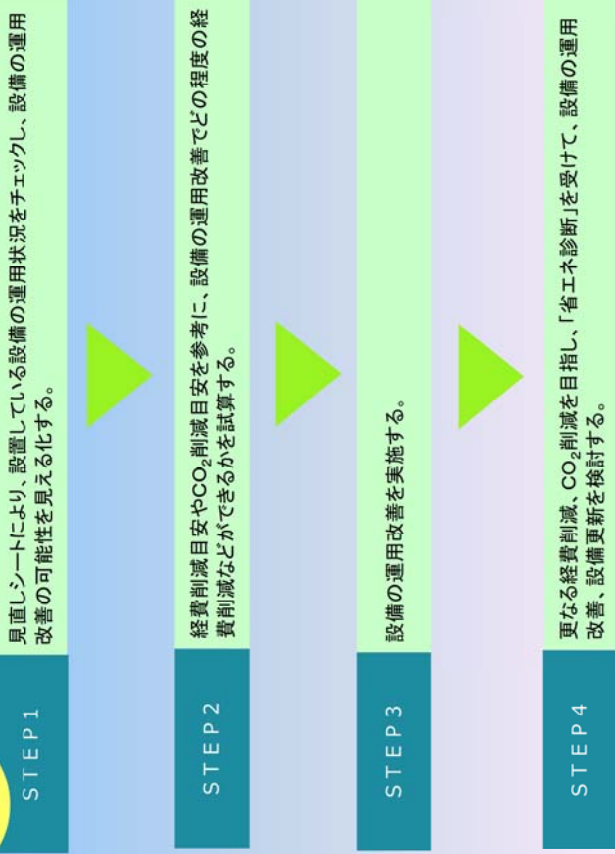 STEP1
見直しシートにより、設置している設備の運用状況をチェックし、設備の運用
改善の可能性を見える化する。
STEP2
経費削減目安やCO₂削減目安を参考に、設備の運用改善でどの程度の経
費削減などができるかを試算する。
STEP3
設備の運用改善を実施する。
STEP4
更なる経費削減、CO₂削減を目指し、「省エネ診断」を受けて、設備の運用
改善、設備更新を検討する。